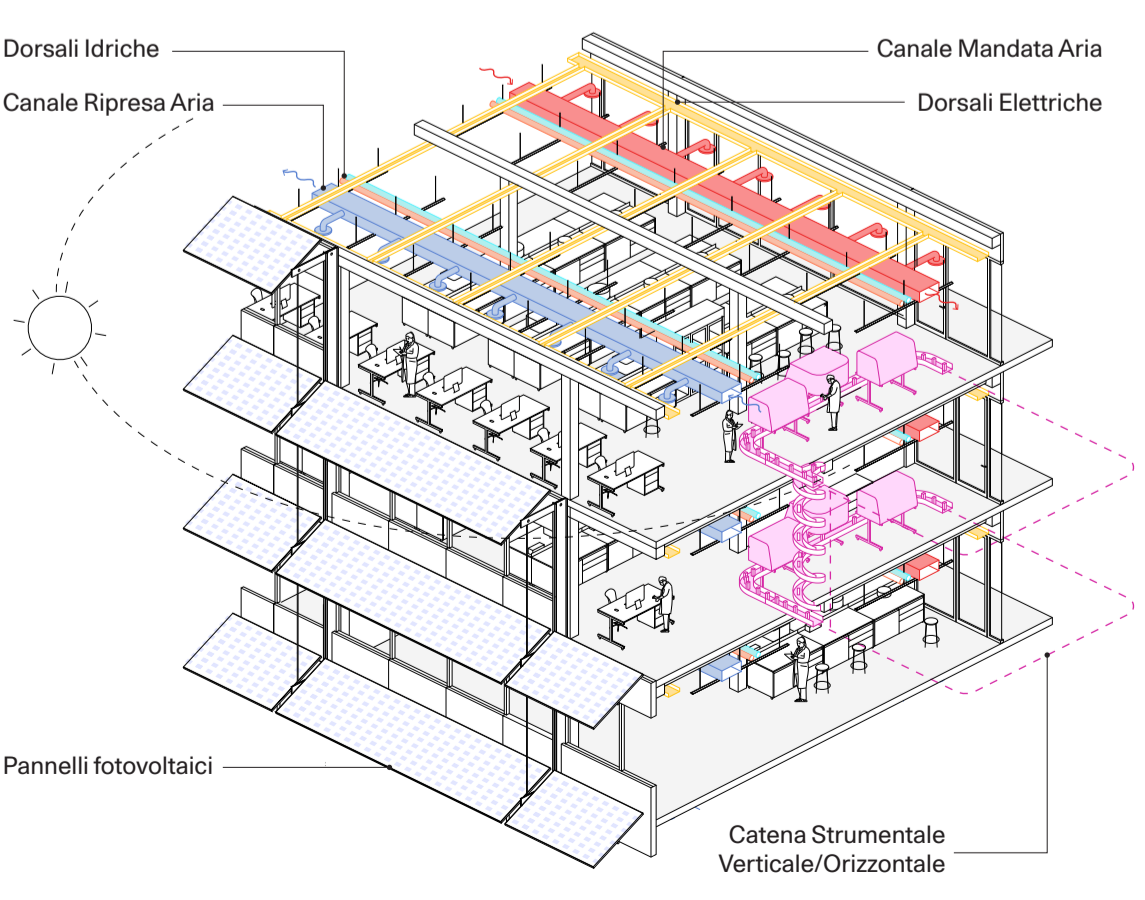 Dorsali Idriche
Canale Mandata Aria
Canale Ripresa Aria
Dorsali Elettriche
Pannelli fotovoltaici
Catena Strumentale
Verticale/Orizzontale